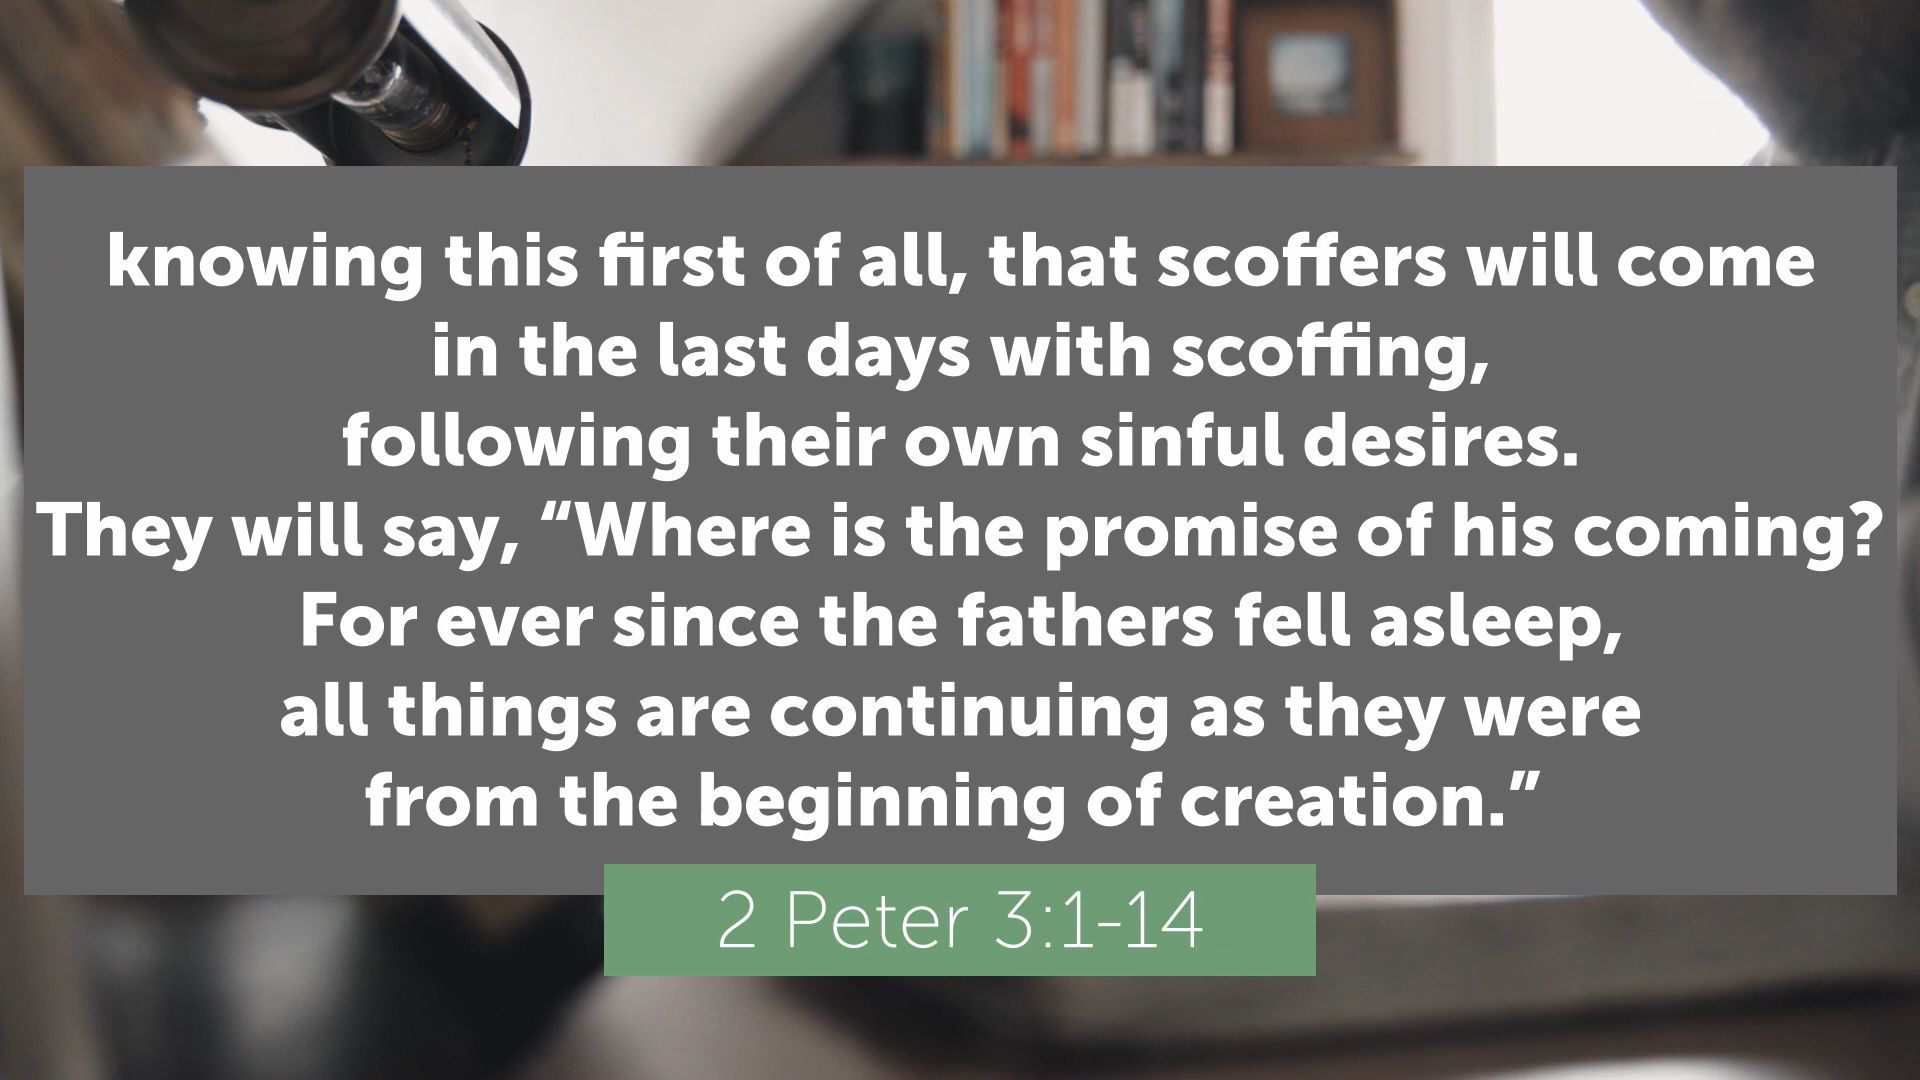 knowing this first of all, that scoffers will come
in the last days with scoffing,
following their own sinful desires.
They will say, “Where is the promise of his coming?
For ever since the fathers fell asleep,
all things are continuing as they were
from the beginning of creation.”
2 Peter 3:1-14